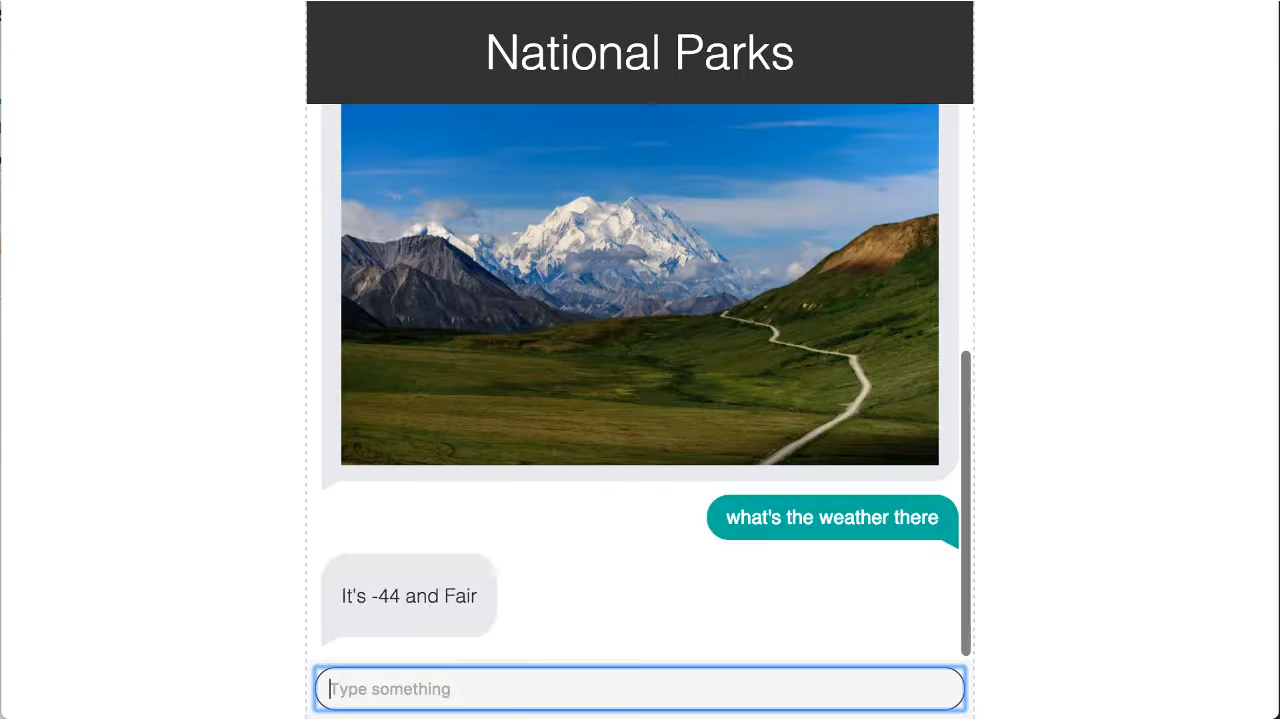 National Parks
what's the weather there
It's -44 and Fair
Type something